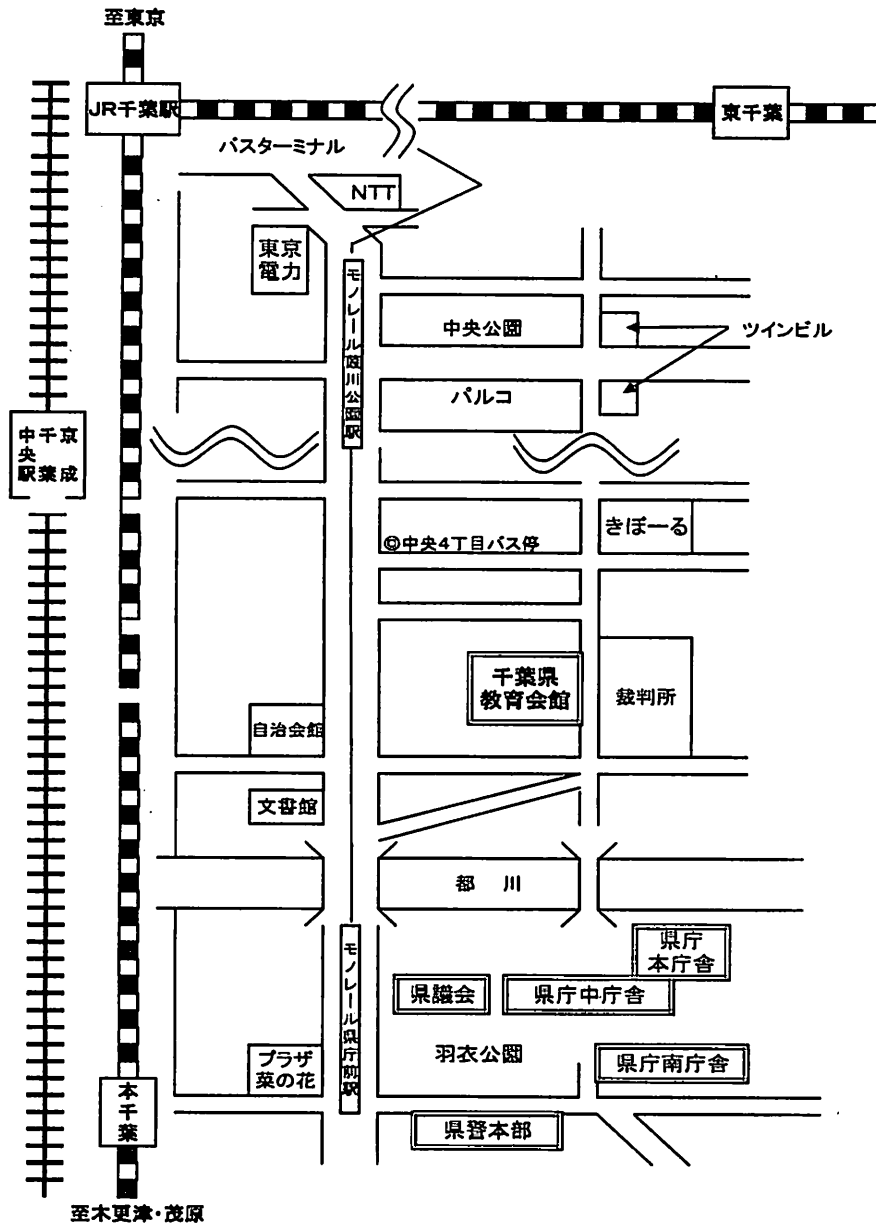 至東京
JR千葉駅
東千葉
バスターミナル
NTT
東京
電力
モノレール葭川公園駅
中央公園
ツインビル
パルコ
京成
千葉
中央駅
きぼーる
◎中央4丁目バス停
千葉県
教育会館
裁判所
自治会館
文書館
都川
県庁
本庁舎
県議会
県庁中庁舎
モノレール県庁前駅
羽衣公園
プラザ
菜の花
県庁南庁舎
本千葉
県警本部
至木更津・茂原